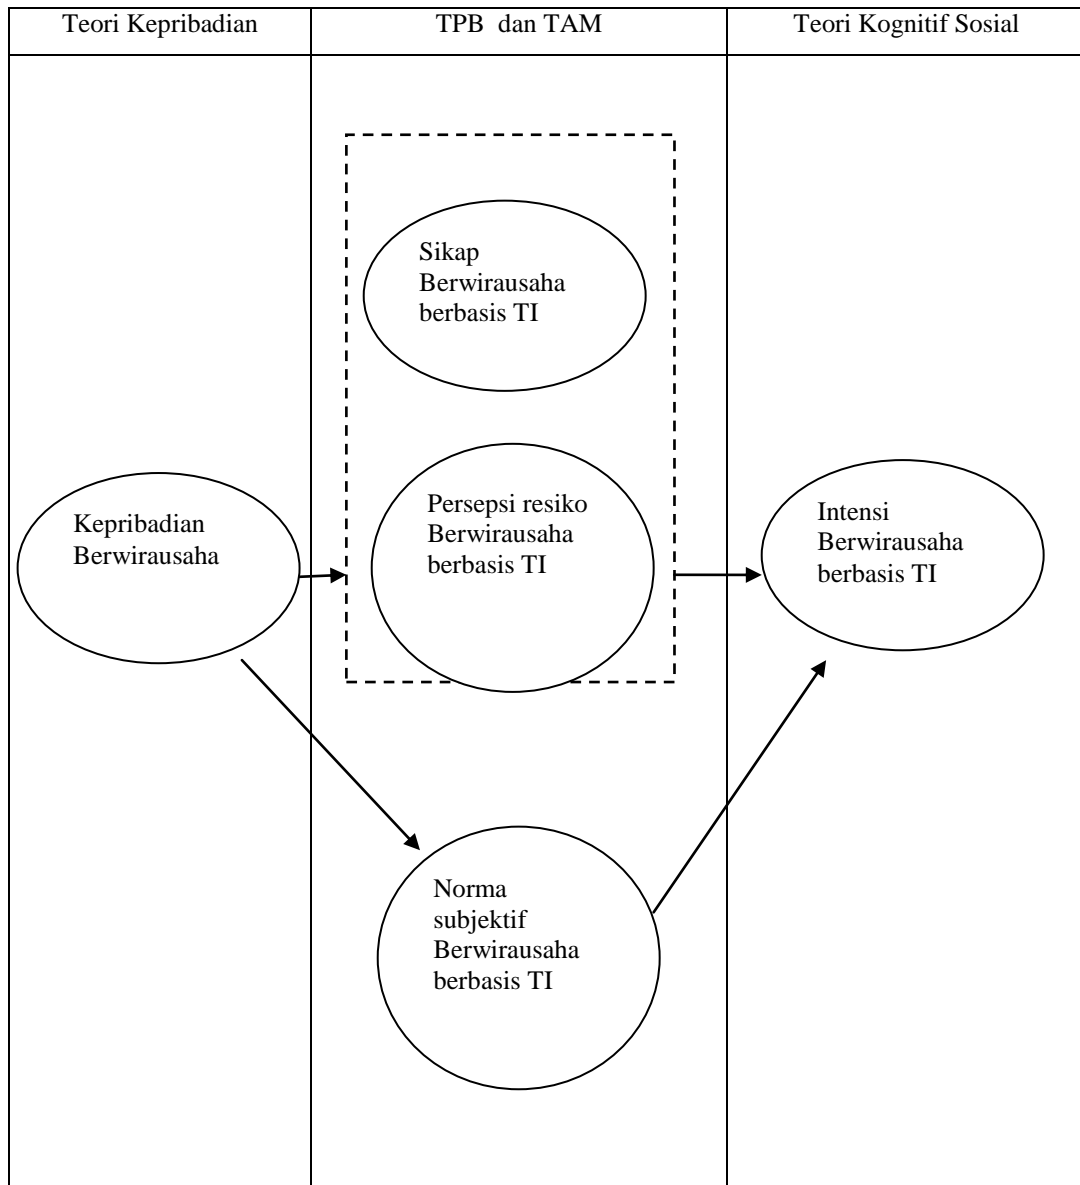 Teori Kepribadian
TPB dan TAM
Teori Kognitif Sosial
Sikap
Berwirausaha
berbasis TI
Kepribadian
Berwirausaha
Persepsi resiko
Berwirausaha
berbasis TI
Intensi
Berwirausaha
berbasis TI
Norma
subjektif
Berwirausaha
berbasis TI